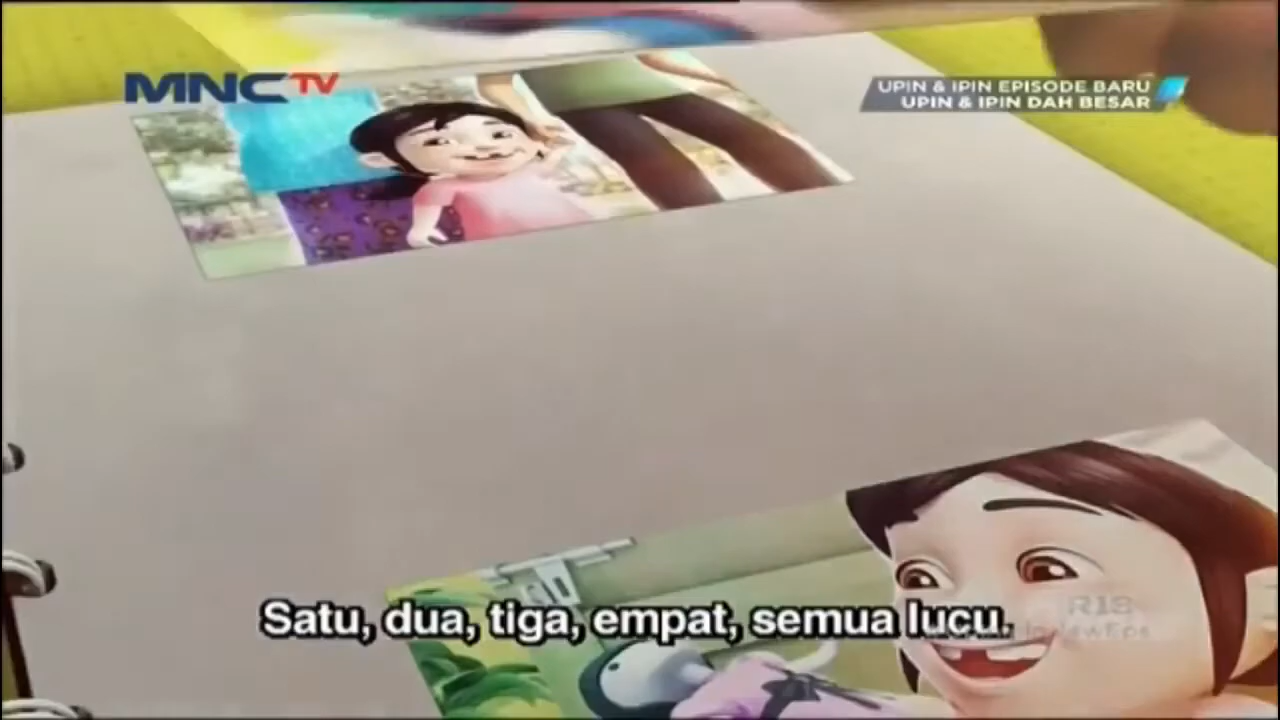 MNCTV
UPIN & IPIN EPISODE BARU
UPIN & IPIN DAH BESAR
Satu, dua, tiga, empat, semua lucu.